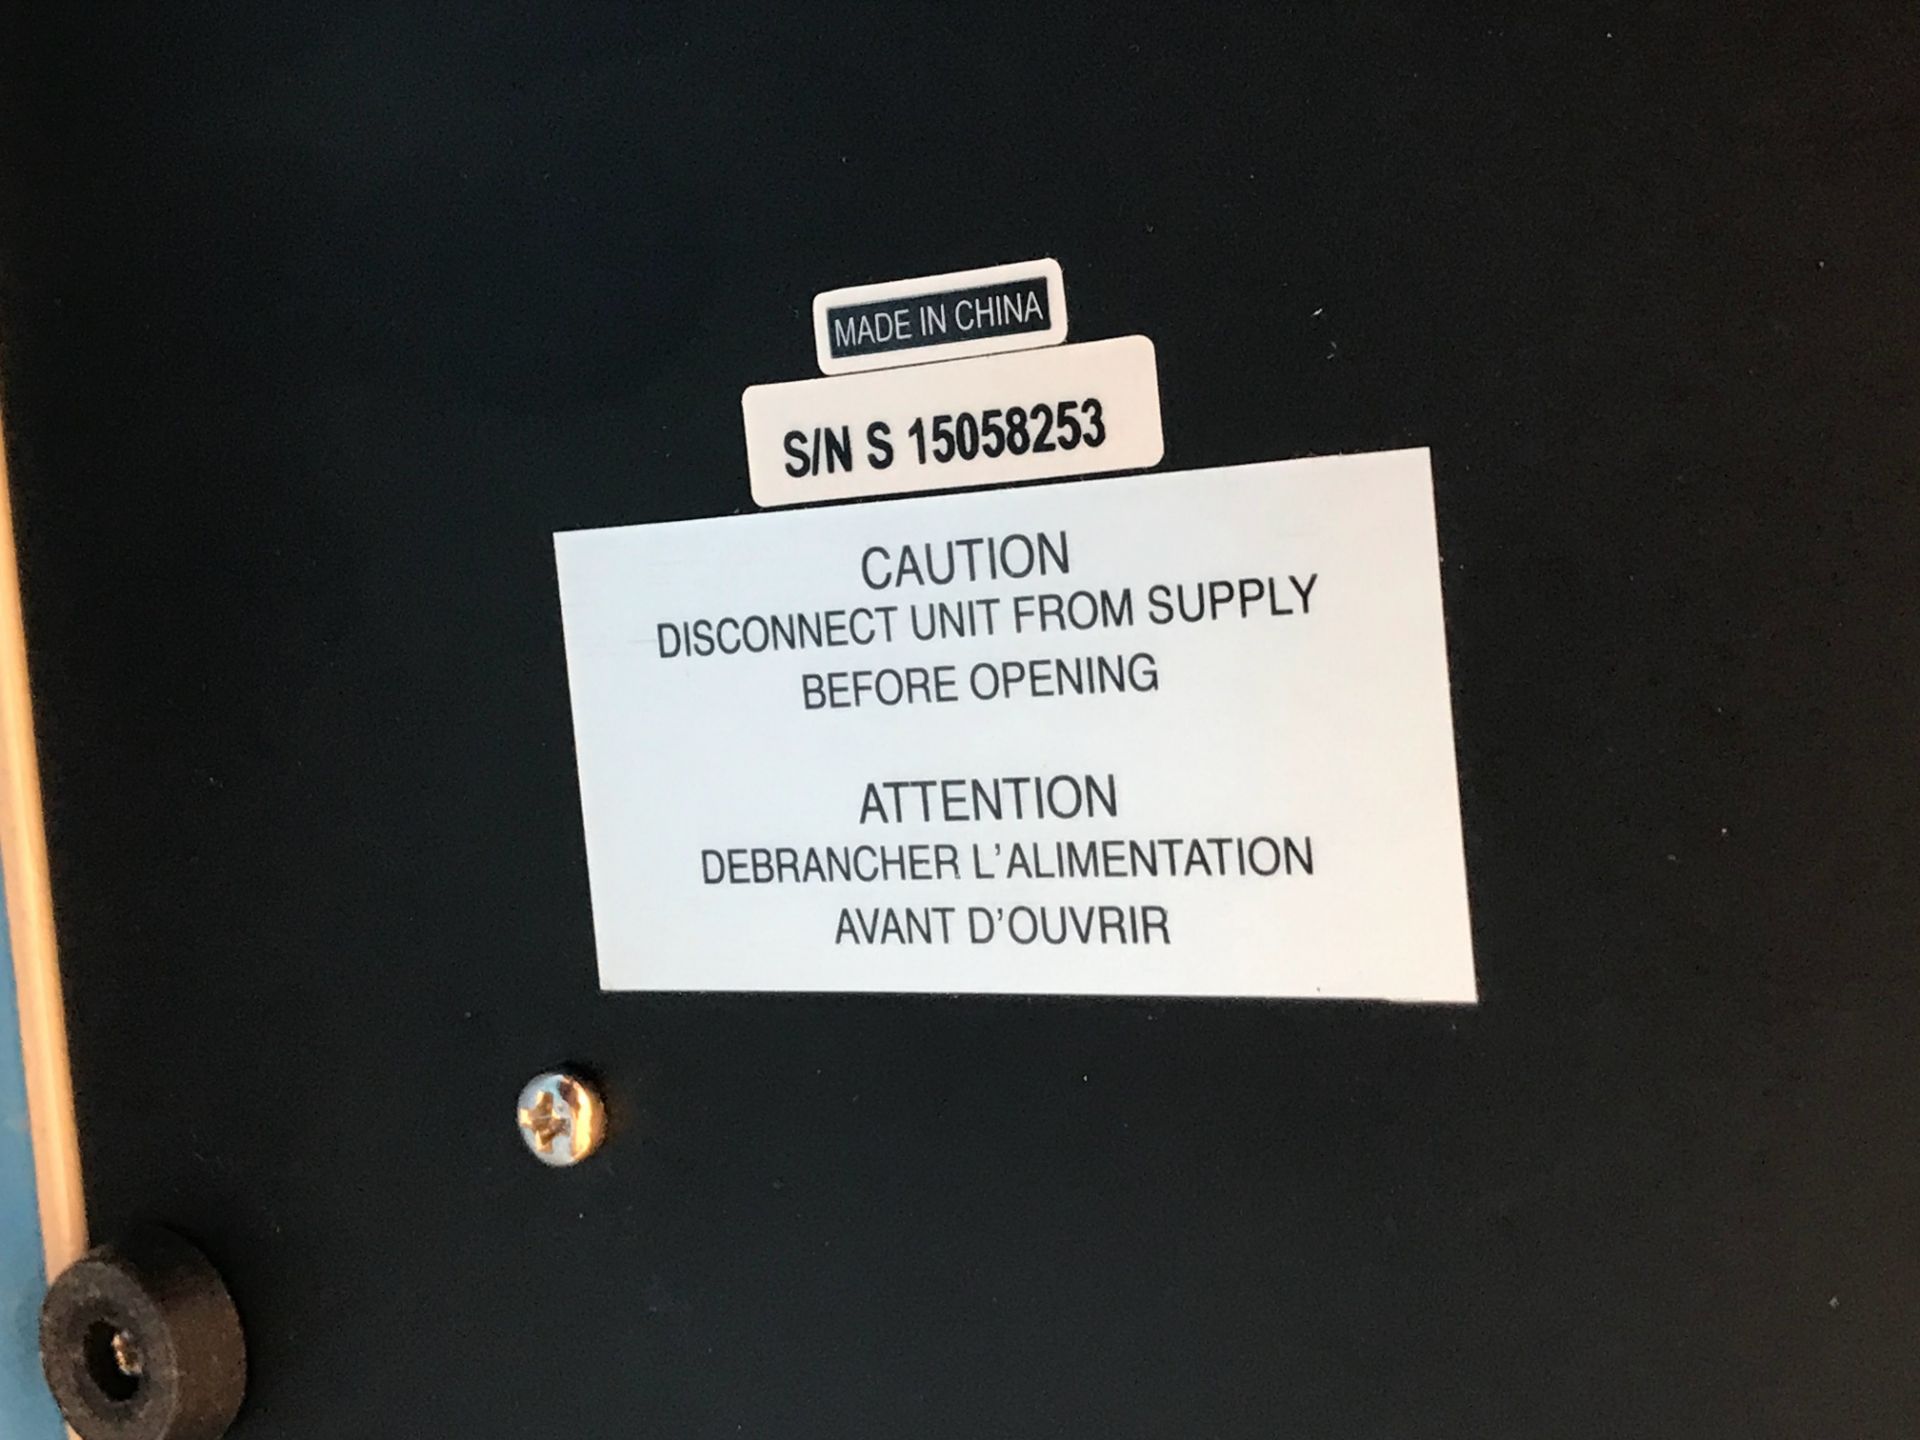 MADE IN CHINA
S/N S 15058253
CAUTION
DISCONNECT UNIT FROM SUPPLY
BEFORE OPENING
ATTENTION
DEBRANCHER L'ALIMENTATION
AVANT D'OUVRIR